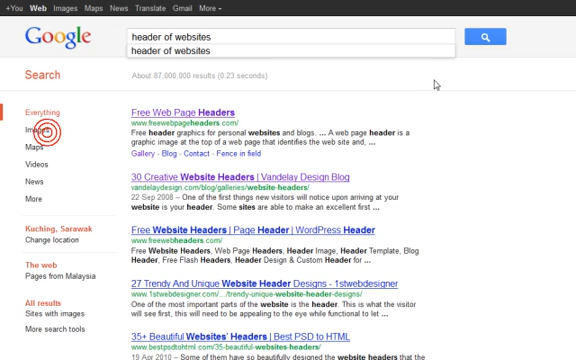 +You Web Images Maps News Translate Gmail More
Google
header of websites
header of websites
Search
About 87,000,000 results (0.23 seconds)
Everything
Images
Maps
Videos
News
More
Kuching, Sarawak
Change location
The web
Pages from Malaysia
All results
Sites with images
More search tools
Free Web Page Headers
www.freewebpageheaders.com/
Free header graphics for personal websites and blogs. ... A web page header is a
graphic image at the top of a web page that identifies the web site and, ...
Gallery - Blog - Contact - Fence in field
30 Creative Website Headers | Vandelay Design Blog
vandelaydesign.com/blog/galleries/website-headers/
22 Sep 2008 – One of the first things new visitors will notice upon arriving at your
website is your header. Some sites are able to make an excellent first ...
Free Website Headers | Page Header | WordPress Header
www.freewebheaders.com/
Free Website Headers, Web Page Headers, Header Image, Header Template, Blog
Header, Free Flash Headers, Header Design & Custom Header for ...
27 Trendy And Unique Website Header Designs - 1stwebdesigner
www.1stwebdesigner.com/.../trendy-unique-website-header-designs/
One of the most important parts of the website is the header. This is what the visitor
will see first, this will need to be appealing to the eye while functional to let ...
35+ Beautiful Websites' Headers | Best PSD to HTML
www.bestpsdtohtml.com/35-beautiful-websites-headers/
19 Apr 2010 – Some of them have so beautifully designed the website headers that the